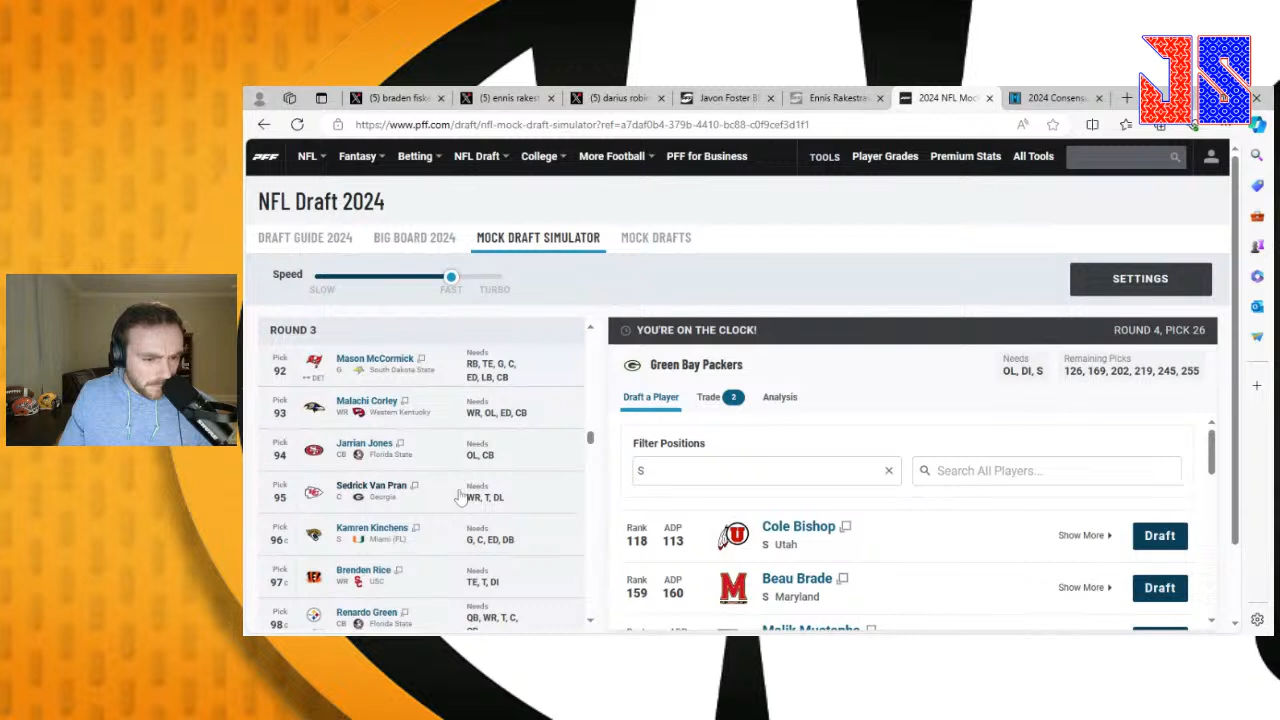 JS
(5) braden fiske
(5) ennis rakest
(5) darius robin
Javon Foster B
Ennis Rakestra
2024 NFL Moc
2024 Consens
https://www.pff.com/draft/nfl-mock-draft-simulator?ref=a7daf0b4-379b-4410-bc88-c0f9cef3d1f1
PFF NFL Fantasy Betting NFL Draft College More Football PFF for Business TOOLS Player Grades Premium Stats All Tools
NFL Draft 2024
DRAFT GUIDE 2024 BIG BOARD 2024 MOCK DRAFT SIMULATOR MOCK DRAFTS
Speed
SLOW FAST TURBO
SETTINGS
ROUND 3
Pick 92 Mason McCormick Needs
G South Dakota State RB, TE, G, C,
DET ED, LB, CB
Pick 93 Malachi Corley Needs
WR Western Kentucky WR, OL, ED, CB
Pick 94 Jarrian Jones Needs
CB Florida State OL, CB
Pick 95 Sedrick Van Pran Needs
C Georgia WR, T, DL
Pick 96 c Kamren Kinchens Needs
S Miami (FL) G, C, ED, DB
Pick 97 c Brenden Rice Needs
WR USC TE, T, DI
Pick 98 c Renardo Green Needs
CB Florida State QB, WR, T, C,
YOU'RE ON THE CLOCK! ROUND 4, PICK 26
Green Bay Packers
Needs
OL, DI, S
Remaining Picks
126, 169, 202, 219, 245, 255
Draft a Player Trade 2 Analysis
Filter Positions
S
Search All Players...
Rank 118 ADP 113 Cole Bishop
S Utah
Show More Draft
Rank 159 ADP 160 Beau Brade
S Maryland
Show More Draft
Malik Mustapha